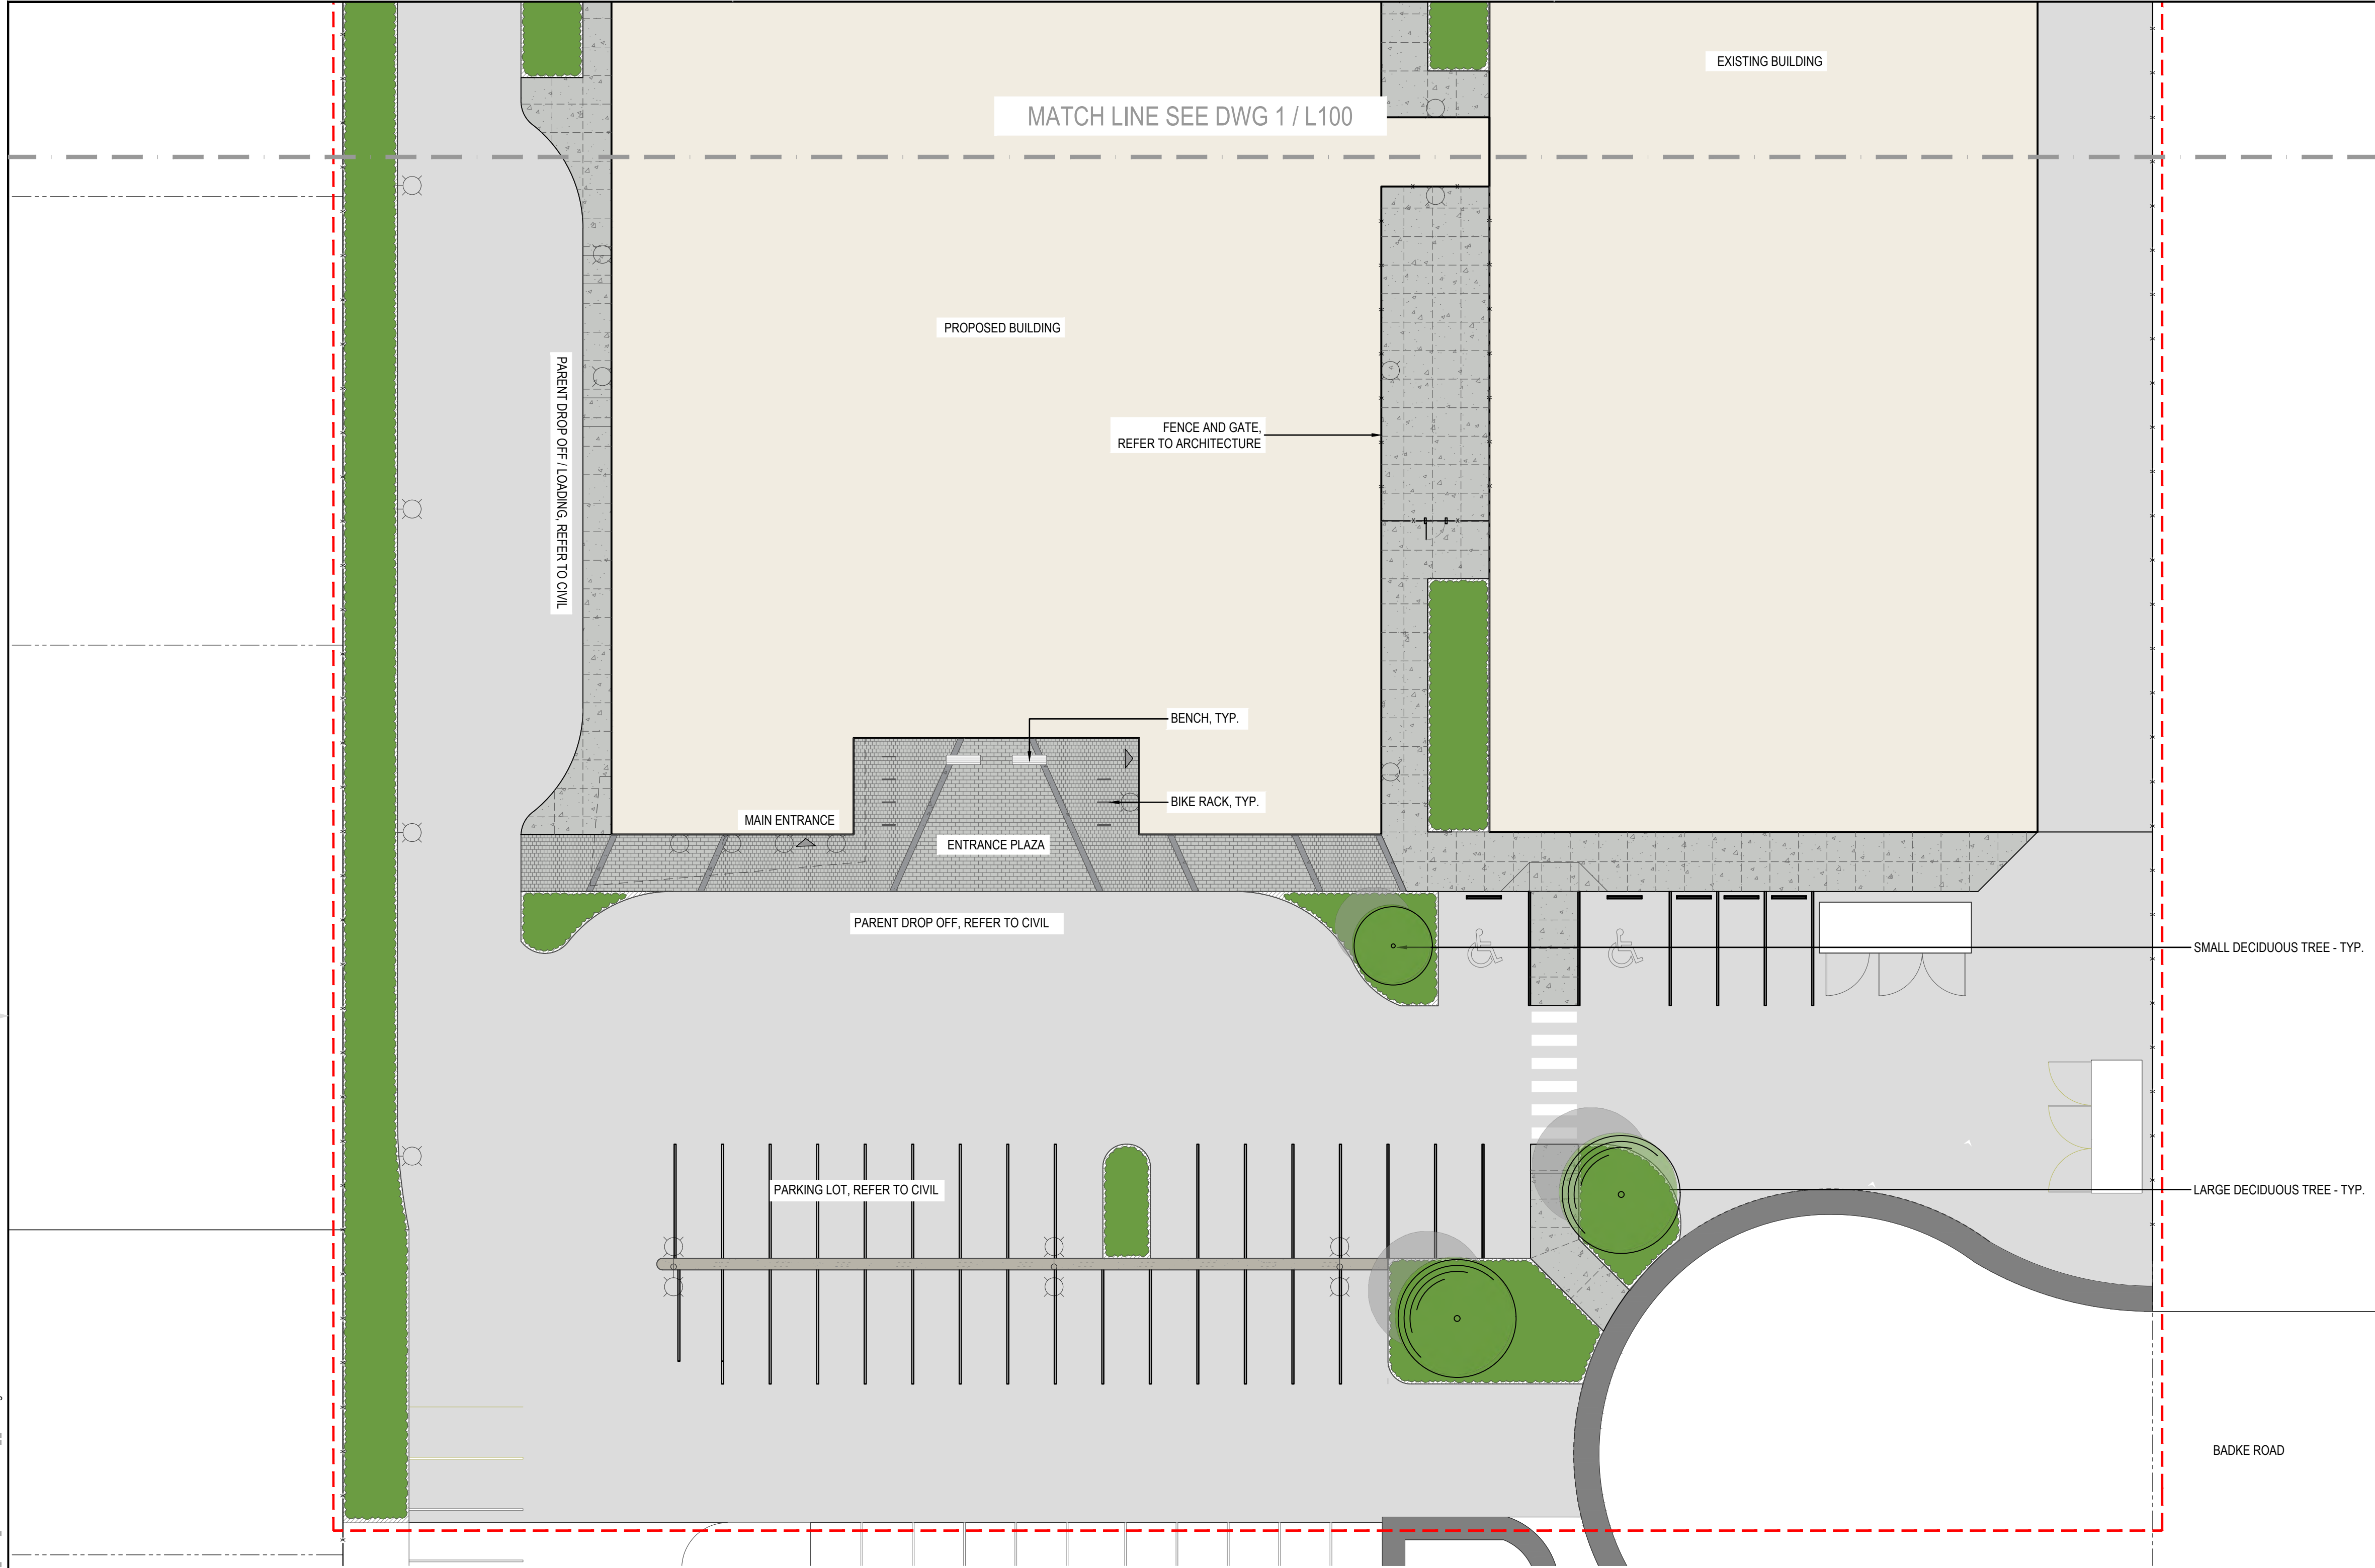 EXISTING BUILDING
MATCH LINE SEE DWG 1 / L100
PROPOSED BUILDING
PARENT DROP OFF / LOADING, REFER TO CIVIL
FENCE AND GATE,
REFER TO ARCHITECTURE
BENCH, TYP.
BIKE RACK, TYP.
MAIN ENTRANCE
ENTRANCE PLAZA
PARENT DROP OFF, REFER TO CIVIL
SMALL DECIDUOUS TREE - TYP.
PARKING LOT, REFER TO CIVIL
LARGE DECIDUOUS TREE - TYP.
BADKE ROAD